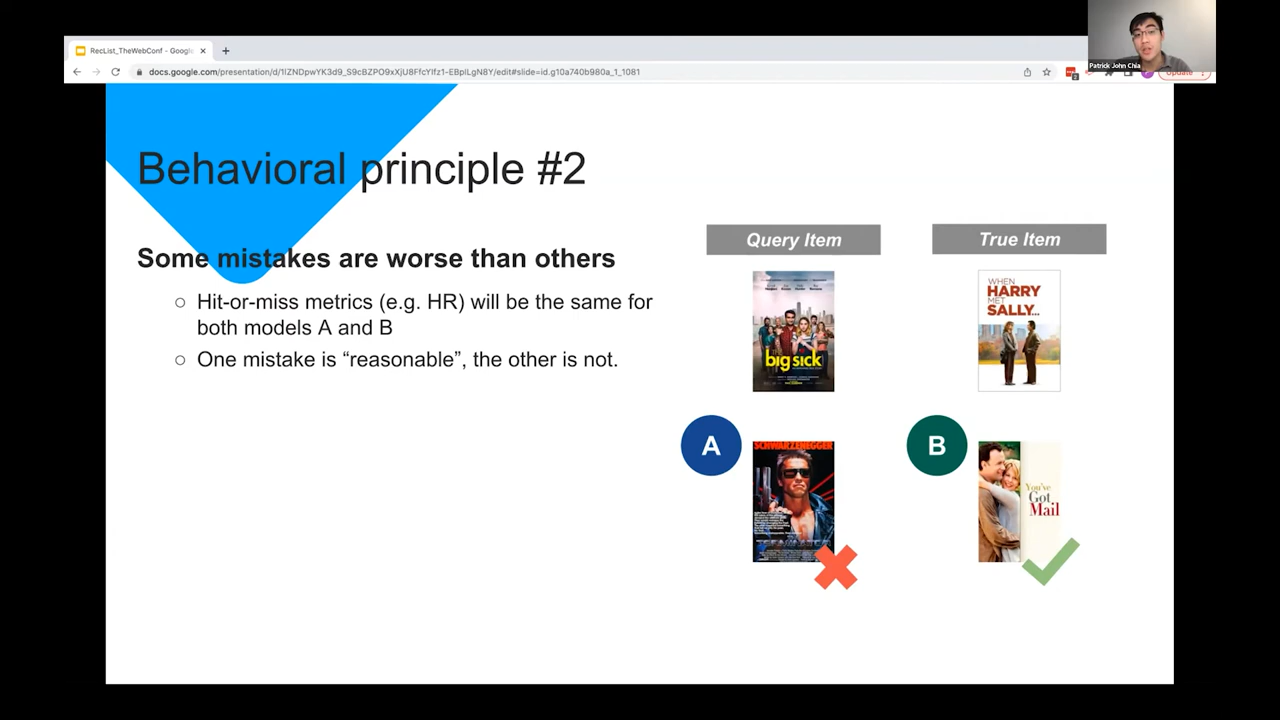 RecList_TheWebConf - Google
docs.google.com/presentation/d/1IZNDpwYK3d9_S9cBZPO9xXjU8FfcYIfz1-EBplLgN8Y/edit#slide=id.g10a740b980a_1_1081
Update
Patrick John Chia
Behavioral principle #2
Some mistakes are worse than others
○ Hit-or-miss metrics (e.g. HR) will be the same for
both models A and B
○ One mistake is “reasonable”, the other is not.
Query Item
True Item
big sick
WHEN
HARRY
MET
SALLY...
A
SCHWARZENEGGER
B
You've
Got
Mail